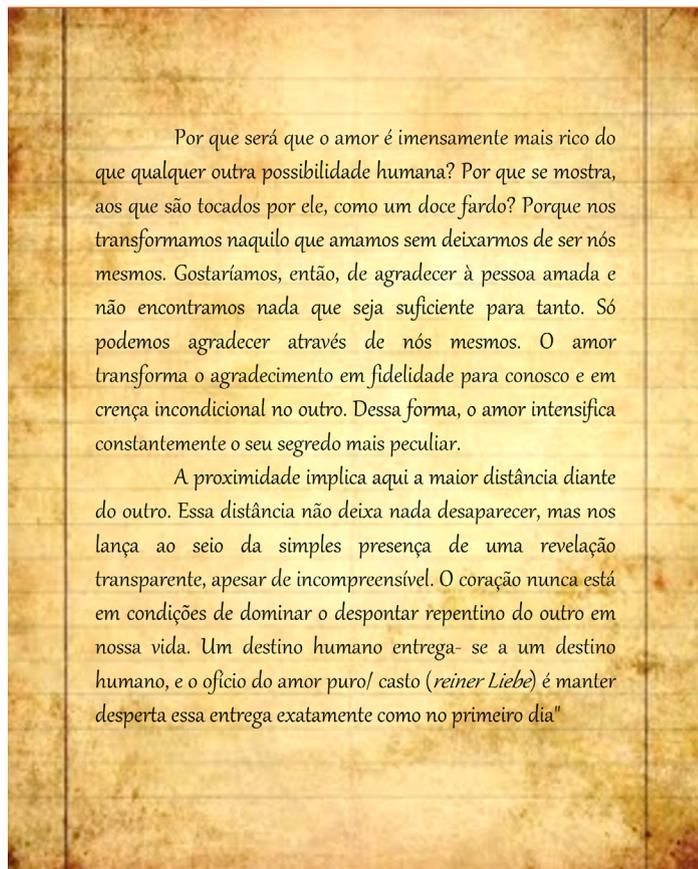 Por que será que o amor é imensamente mais rico do
que qualquer outra possibilidade humana? Por que se mostra,
aos que são tocados por ele, como um doce fardo? Porque nos
transformamos naquilo que amamos sem deixarmos de ser nós
mesmos. Gostaríamos, então, de agradecer à pessoa amada e
não encontramos nada que seja suficiente para tanto. Só
podemos agradecer através de nós mesmos. O amor
transforma o agradecimento em fidelidade para conosco e em
crença incondicional no outro. Dessa forma, o amor intensifica
constantemente o seu segredo mais peculiar.
A proximidade implica aqui a maior distância diante
do outro. Essa distância não deixa nada desaparecer, mas nos
lança ao seio da simples presença de uma revelação
transparente, apesar de incompreensível. O coração nunca está
em condições de dominar o despontar repentino do outro em
nossa vida. Um destino humano entrega- se a um destino
humano, e o ofício do amor puro/ casto (reiner Liebe) é manter
desperta essa entrega exatamente como no primeiro dia"